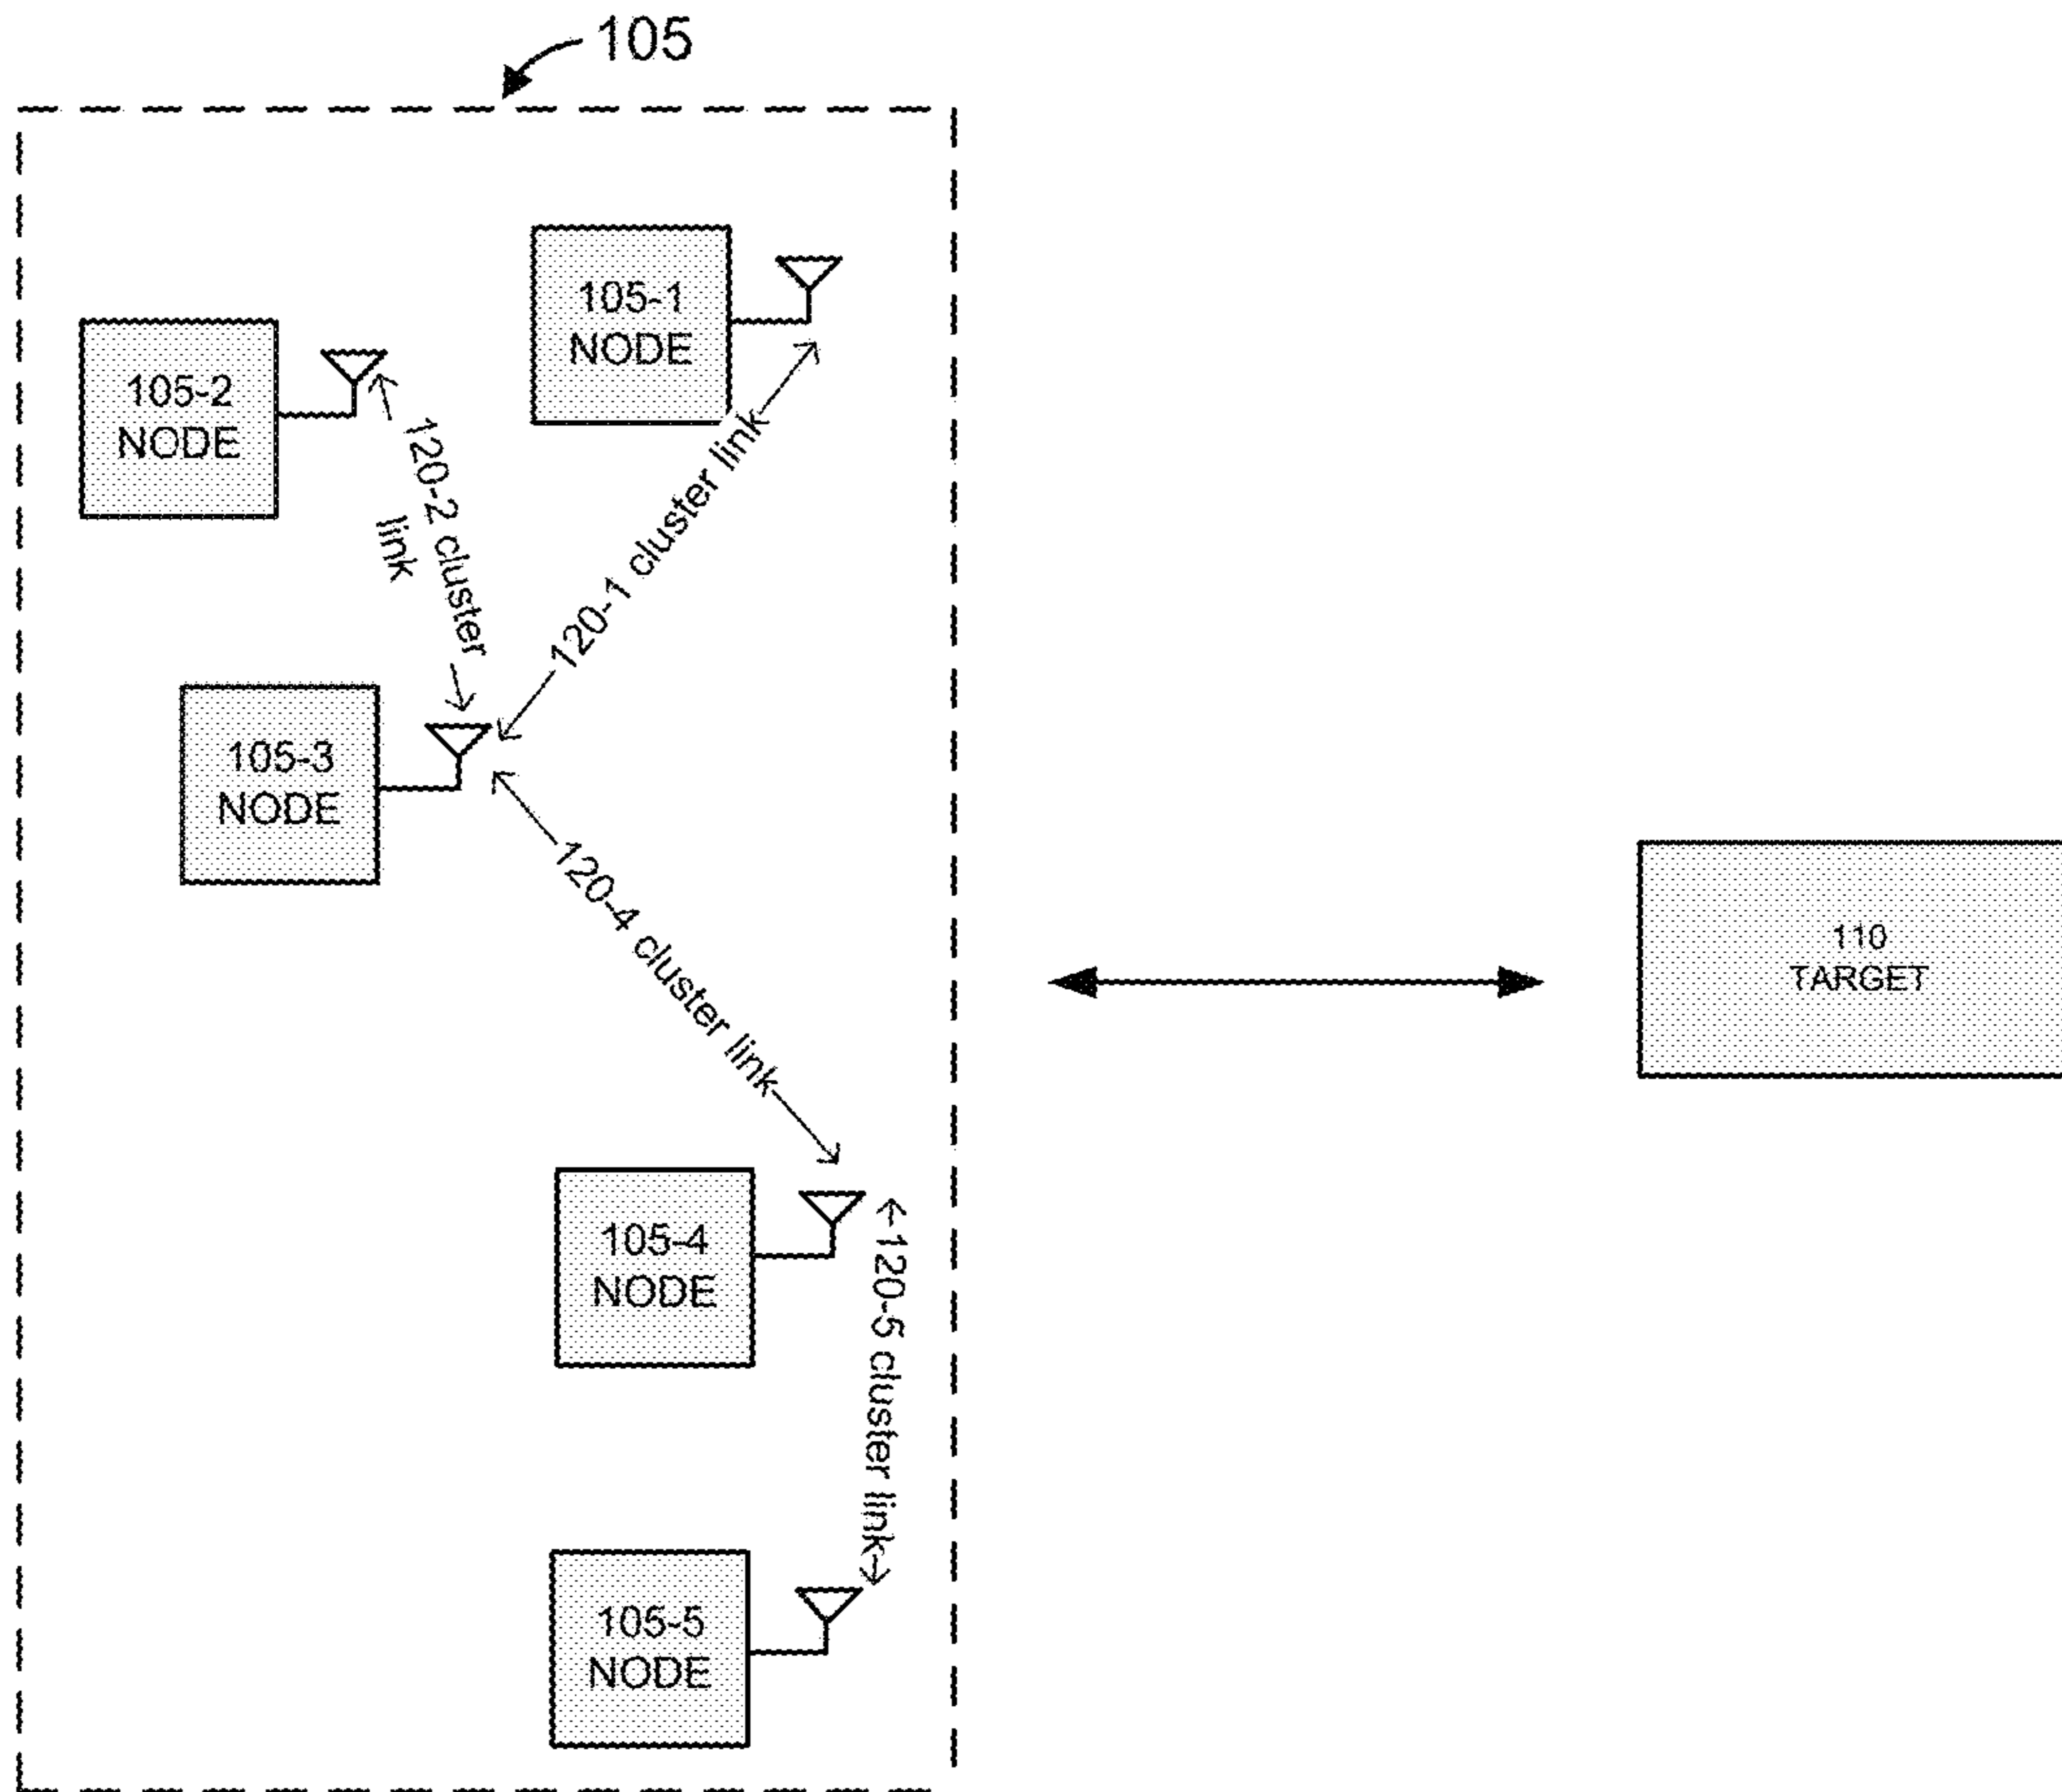 105
105-1
NODE
105-2
NODE
120-2 cluster
link
120-1 cluster link
105-3
NODE
120-4 cluster link
110
TARGET
105-4
NODE
120-5 cluster link
105-5
NODE